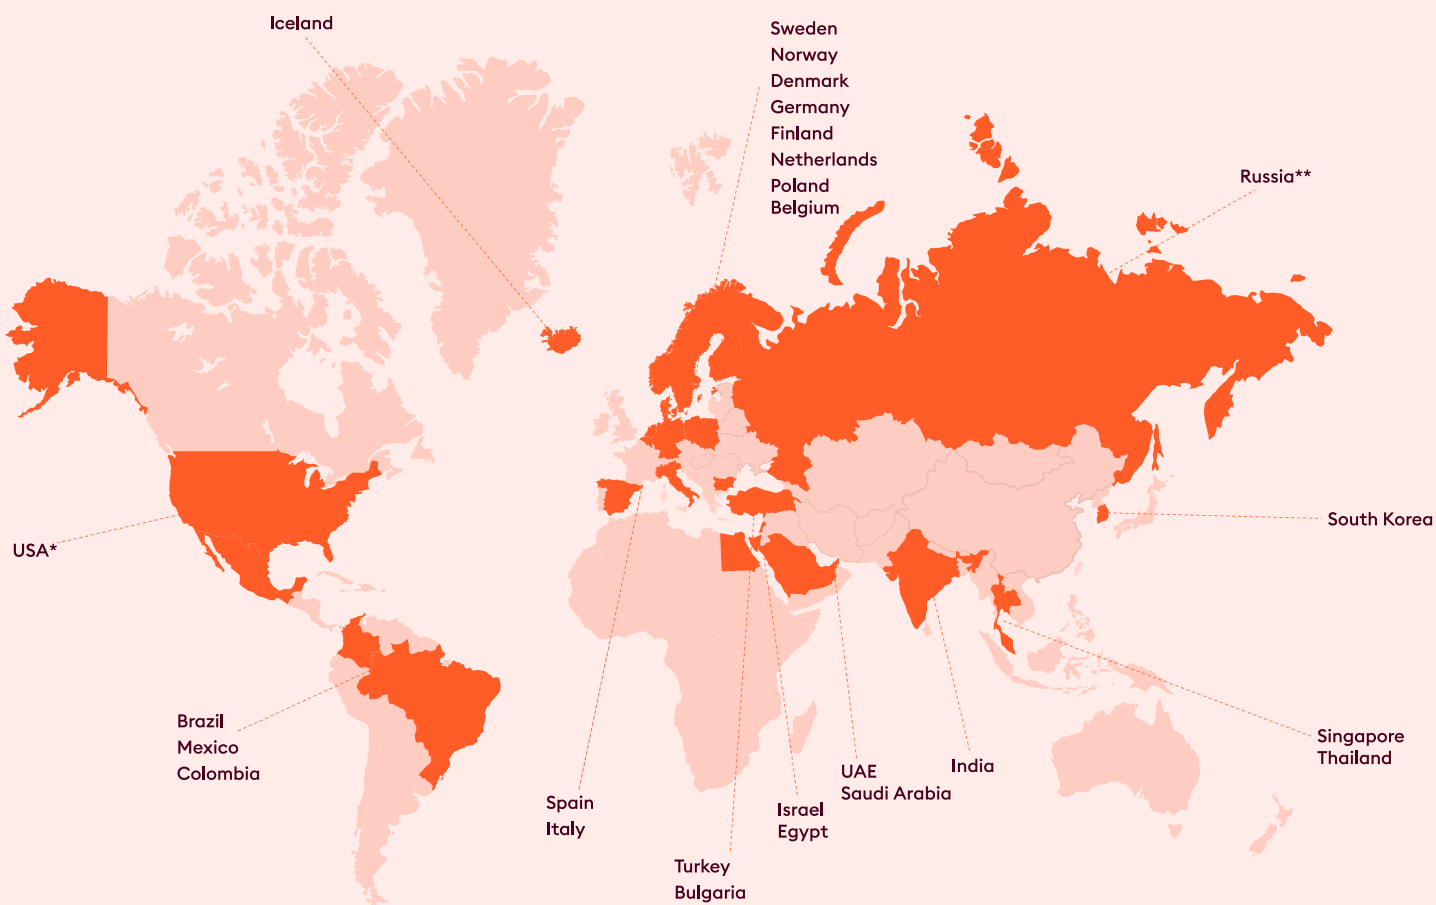 Iceland
Sweden
Norway
Denmark
Germany
Finland
Netherlands
Poland
Belgium
Russia**
USA*
South Korea
Brazil
Mexico
Colombia
Spain
Italy
Turkey
Bulgaria
Israel
Egypt
UAE
Saudi Arabia
India
Singapore
Thailand